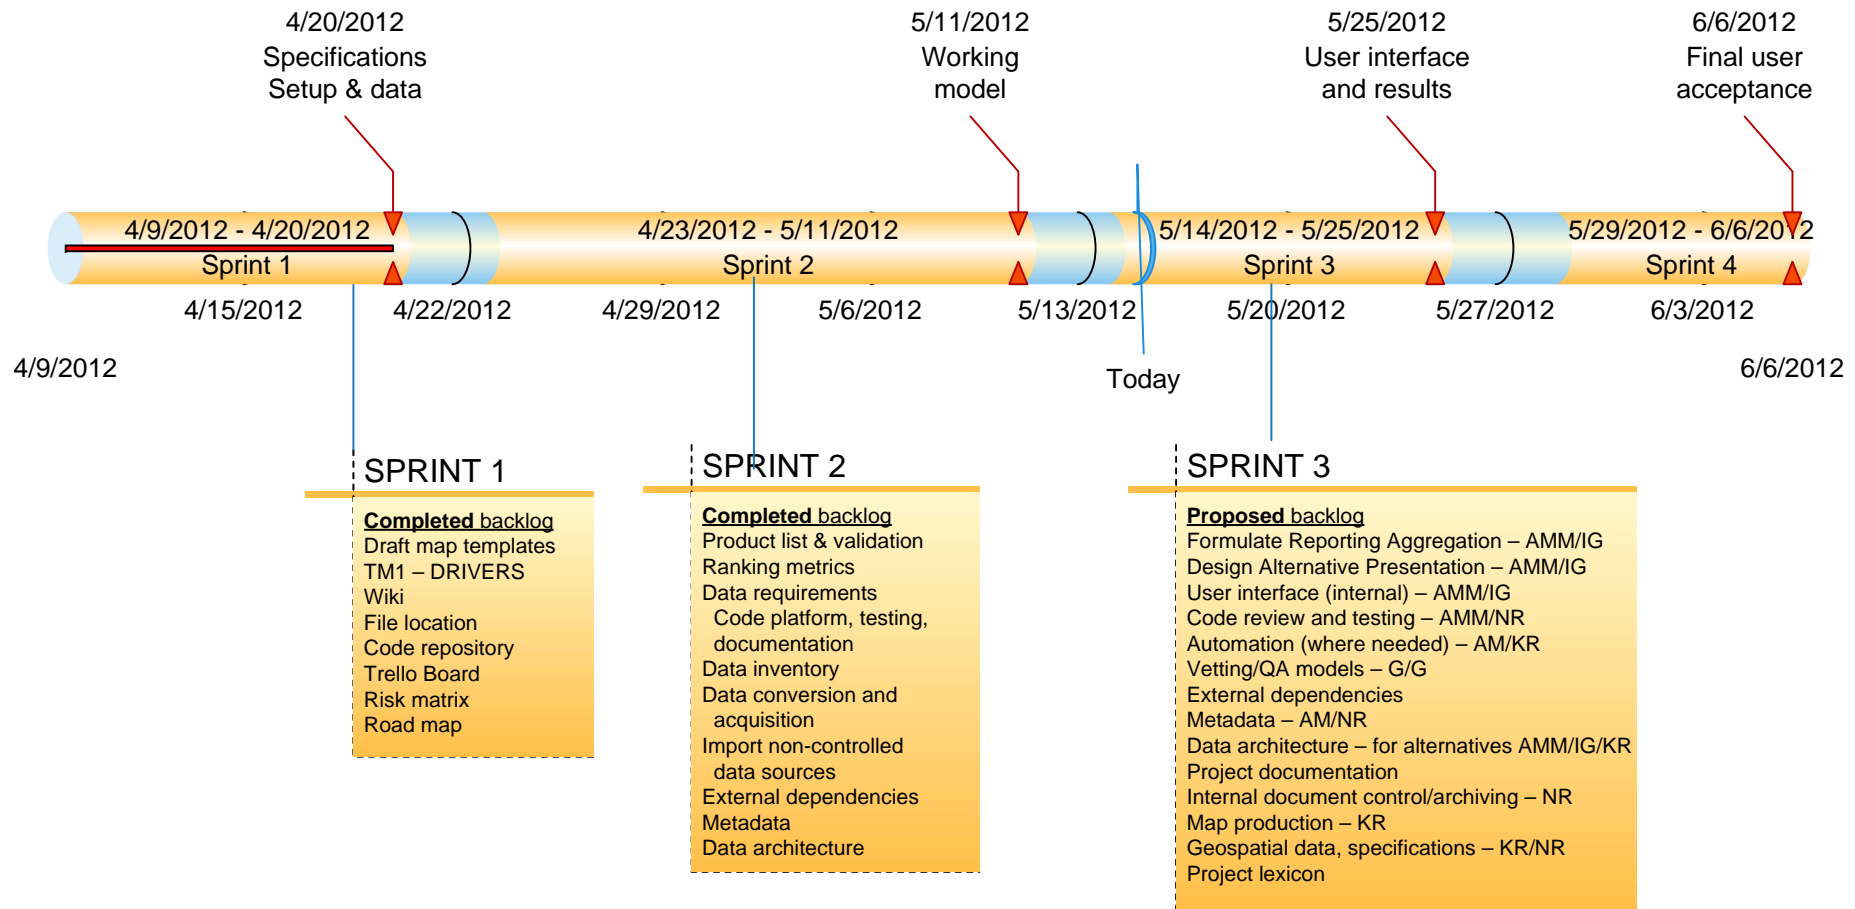 4/20/2012
Specifications
Setup & data
5/11/2012
Working
model
5/25/2012
User interface
and results
6/6/2012
Final user
acceptance
4/9/2012 - 4/20/2012
Sprint 1
4/23/2012 - 5/11/2012
Sprint 2
5/14/2012 - 5/25/2012
Sprint 3
5/29/2012 - 6/6/2012
Sprint 4
4/15/2012
4/22/2012
4/29/2012
5/6/2012
5/13/2012
5/20/2012
5/27/2012
6/3/2012
4/9/2012
Today
6/6/2012
SPRINT 1
Completed backlog
Draft map templates
TM1 – DRIVERS
Wiki
File location
Code repository
Trello Board
Risk matrix
Road map
SPRINT 2
Completed backlog
Product list & validation
Ranking metrics
Data requirements
Code platform, testing,
documentation
Data inventory
Data conversion and
acquisition
Import non-controlled
data sources
External dependencies
Metadata
Data architecture
SPRINT 3
Proposed backlog
Formulate Reporting Aggregation – AMM/IG
Design Alternative Presentation – AMM/IG
User interface (internal) – AMM/IG
Code review and testing – AMM/NR
Automation (where needed) – AM/KR
Vetting/QA models – G/G
External dependencies
Metadata – AM/NR
Data architecture – for alternatives AMM/IG/KR
Project documentation
Internal document control/archiving – NR
Map production – KR
Geospatial data, specifications – KR/NR
Project lexicon